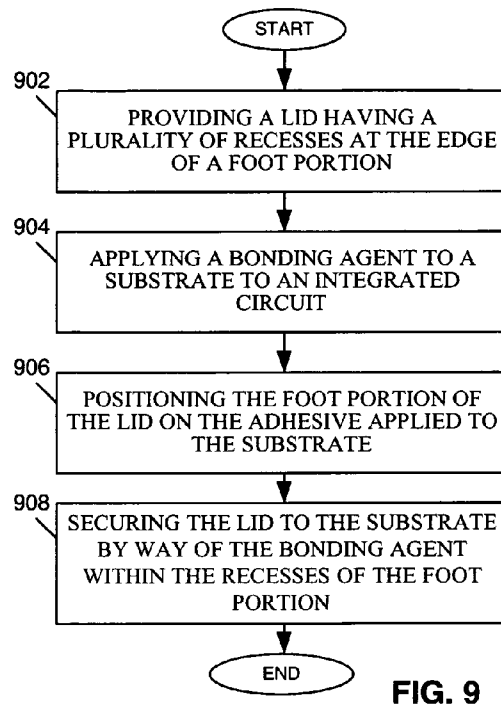 START
902
PROVIDING A LID HAVING A
PLURALITY OF RECESSES AT THE EDGE
OF A FOOT PORTION
904
APPLYING A BONDING AGENT TO A
SUBSTRATE TO AN INTEGRATED
CIRCUIT
906
POSITIONING THE FOOT PORTION OF
THE LID ON THE ADHESIVE APPLIED TO
THE SUBSTRATE
908
SECURING THE LID TO THE SUBSTRATE
BY WAY OF THE BONDING AGENT
WITHIN THE RECESSES OF THE FOOT
PORTION
END
FIG. 9